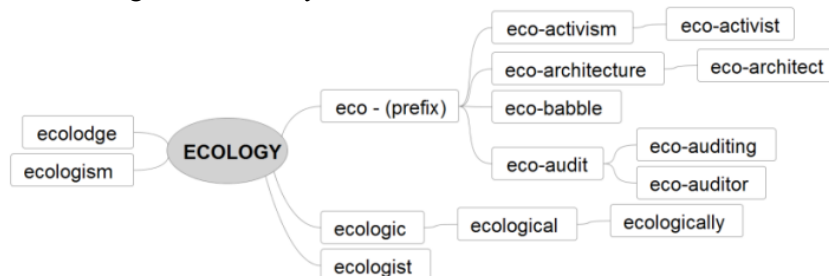 eco-activism
eco-activist
eco-architecture
eco-architect
eco - (prefix)
eco-babble
ecolodge
ECOLOGY
ecologism
eco-audit
eco-auditing
eco-auditor
ecologic
ecological
ecologically
ecologist